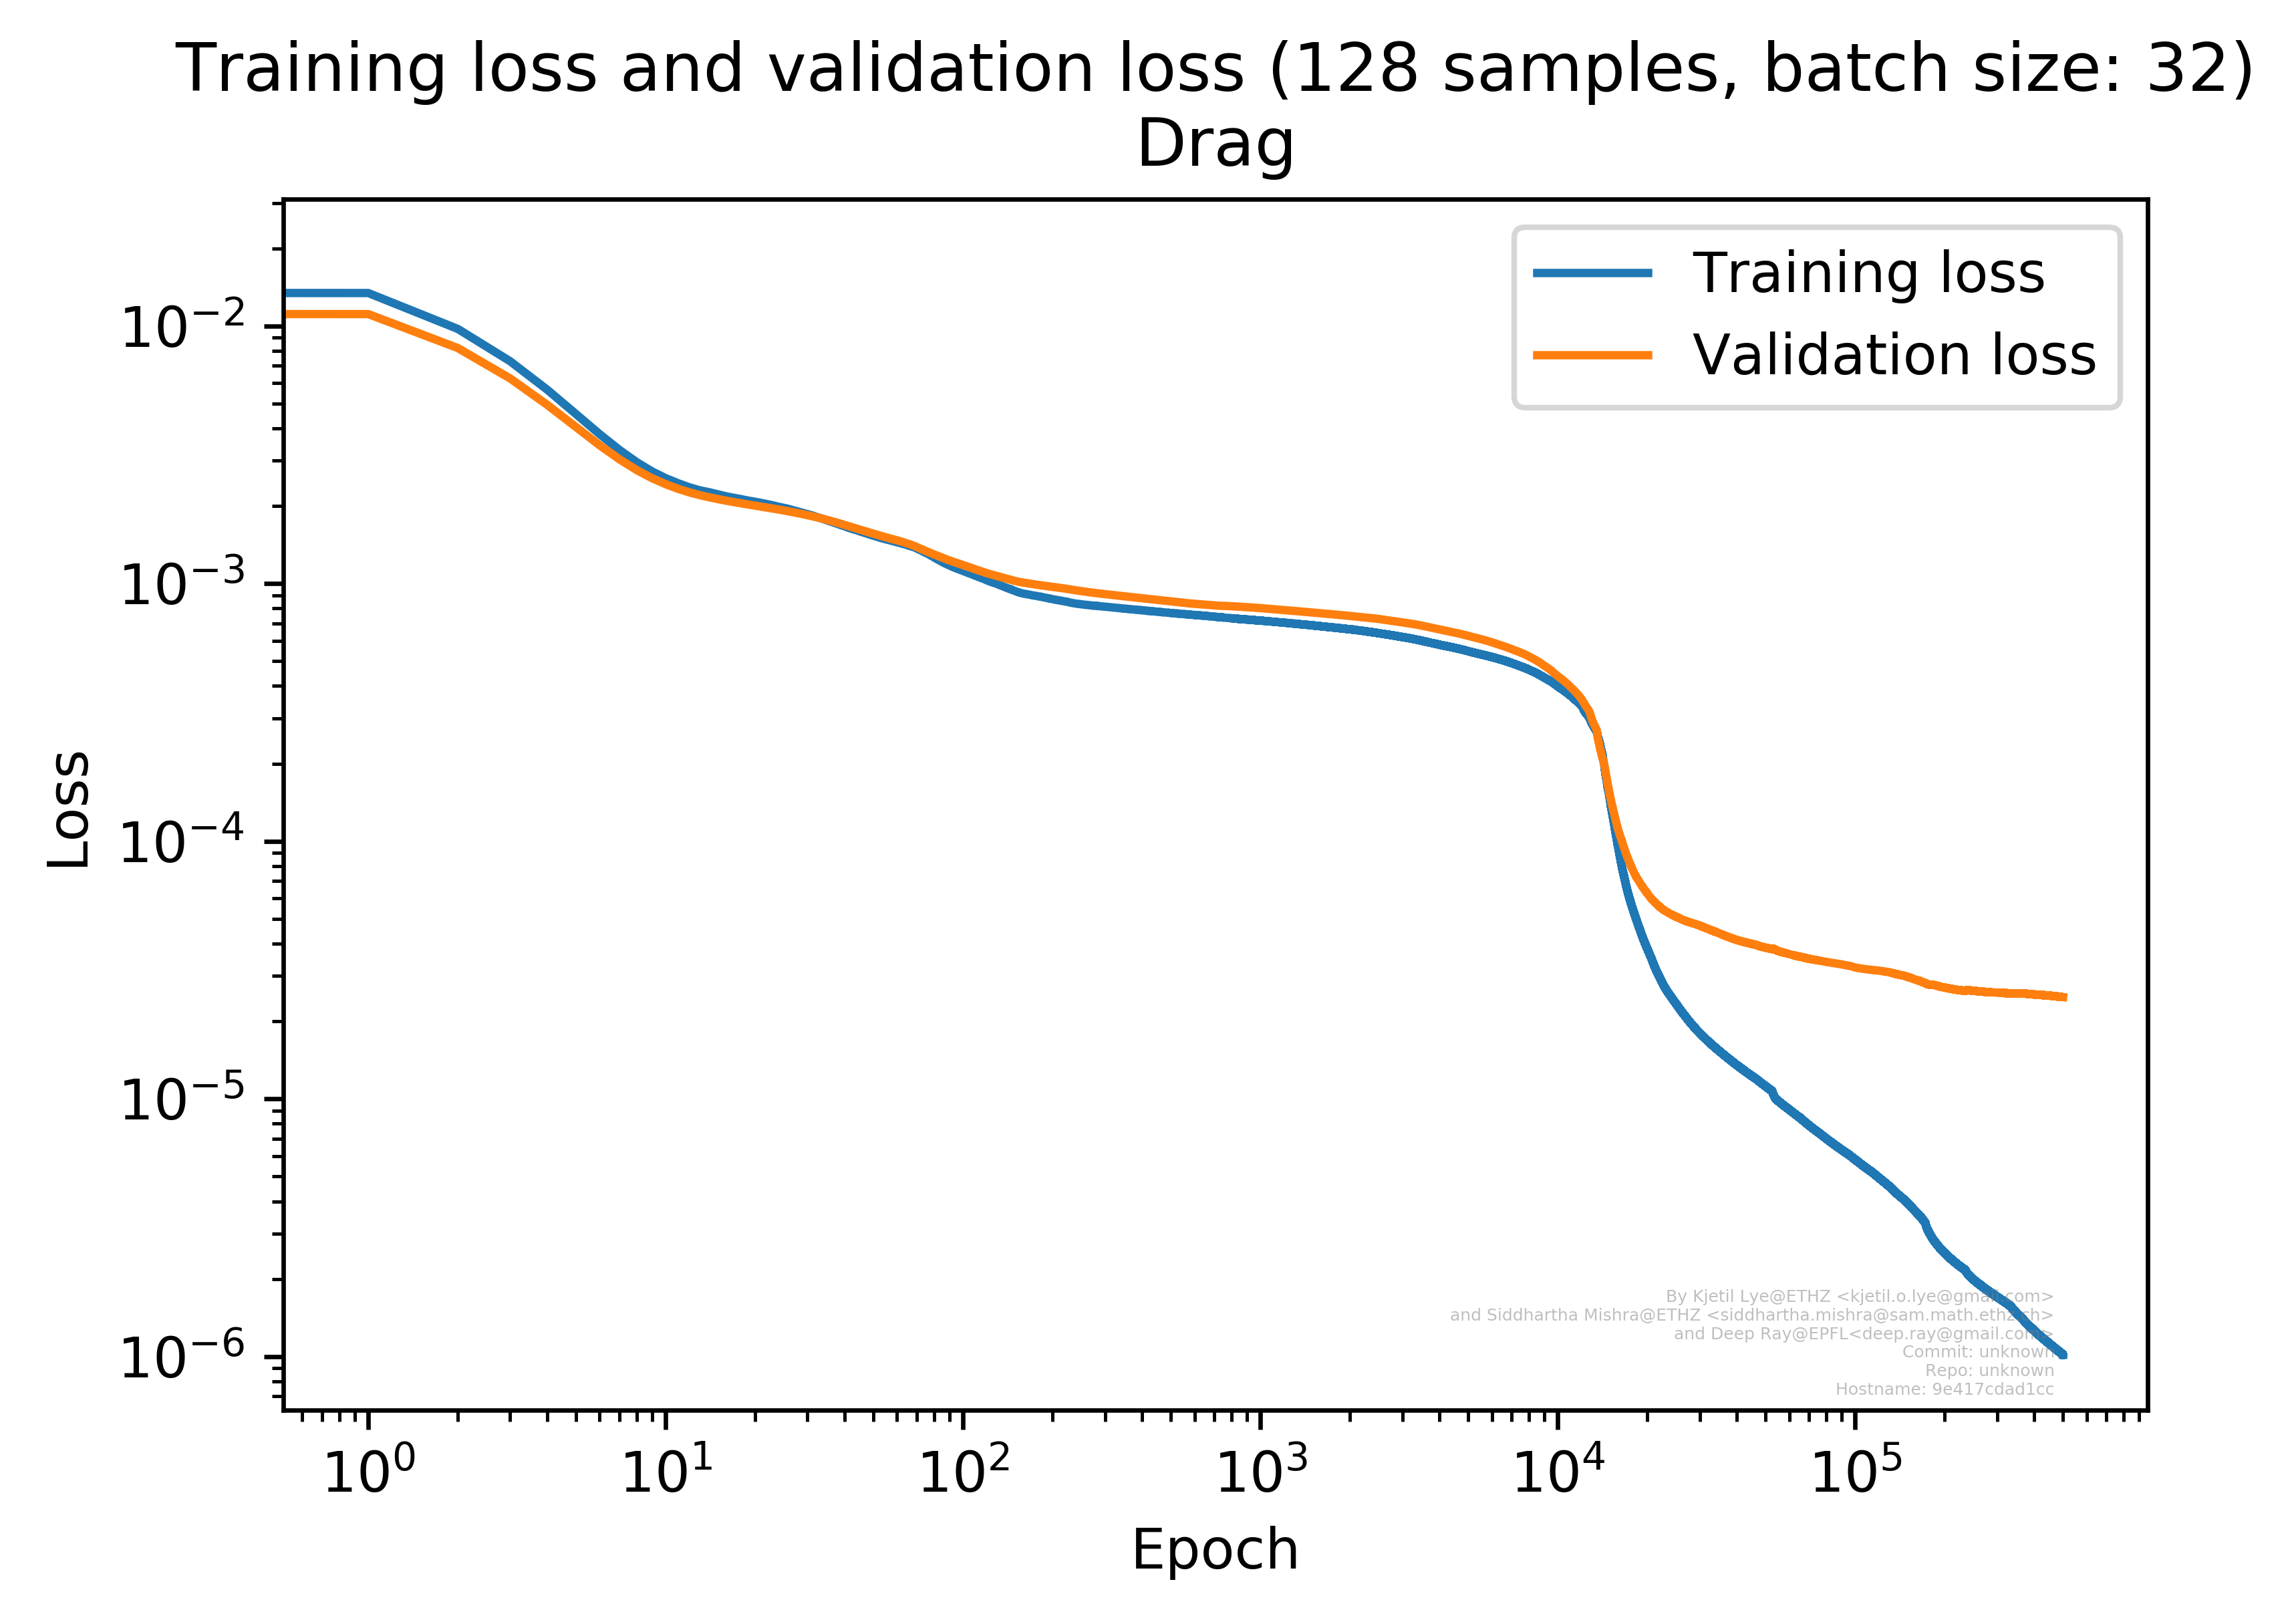 Training loss and validation loss (128 samples, batch size: 32)
Drag
Training loss
Validation loss
10⁻²
10⁻³
10⁻⁴
10⁻⁵
10⁻⁶
Loss
10⁰ 10¹ 10² 10³ 10⁴ 10⁵
Epoch
By Kjetil Lye@ETHZ <kjetil.o.lye@gmail.com>
and Siddhartha Mishra@ETHZ <siddhartha.mishra@sam.math.ethz.ch>
and Deep Ray@EPFL<deep.ray@gmail.com>
Commit: unknown
Repo: unknown
Hostname: 9e417cdad1cc